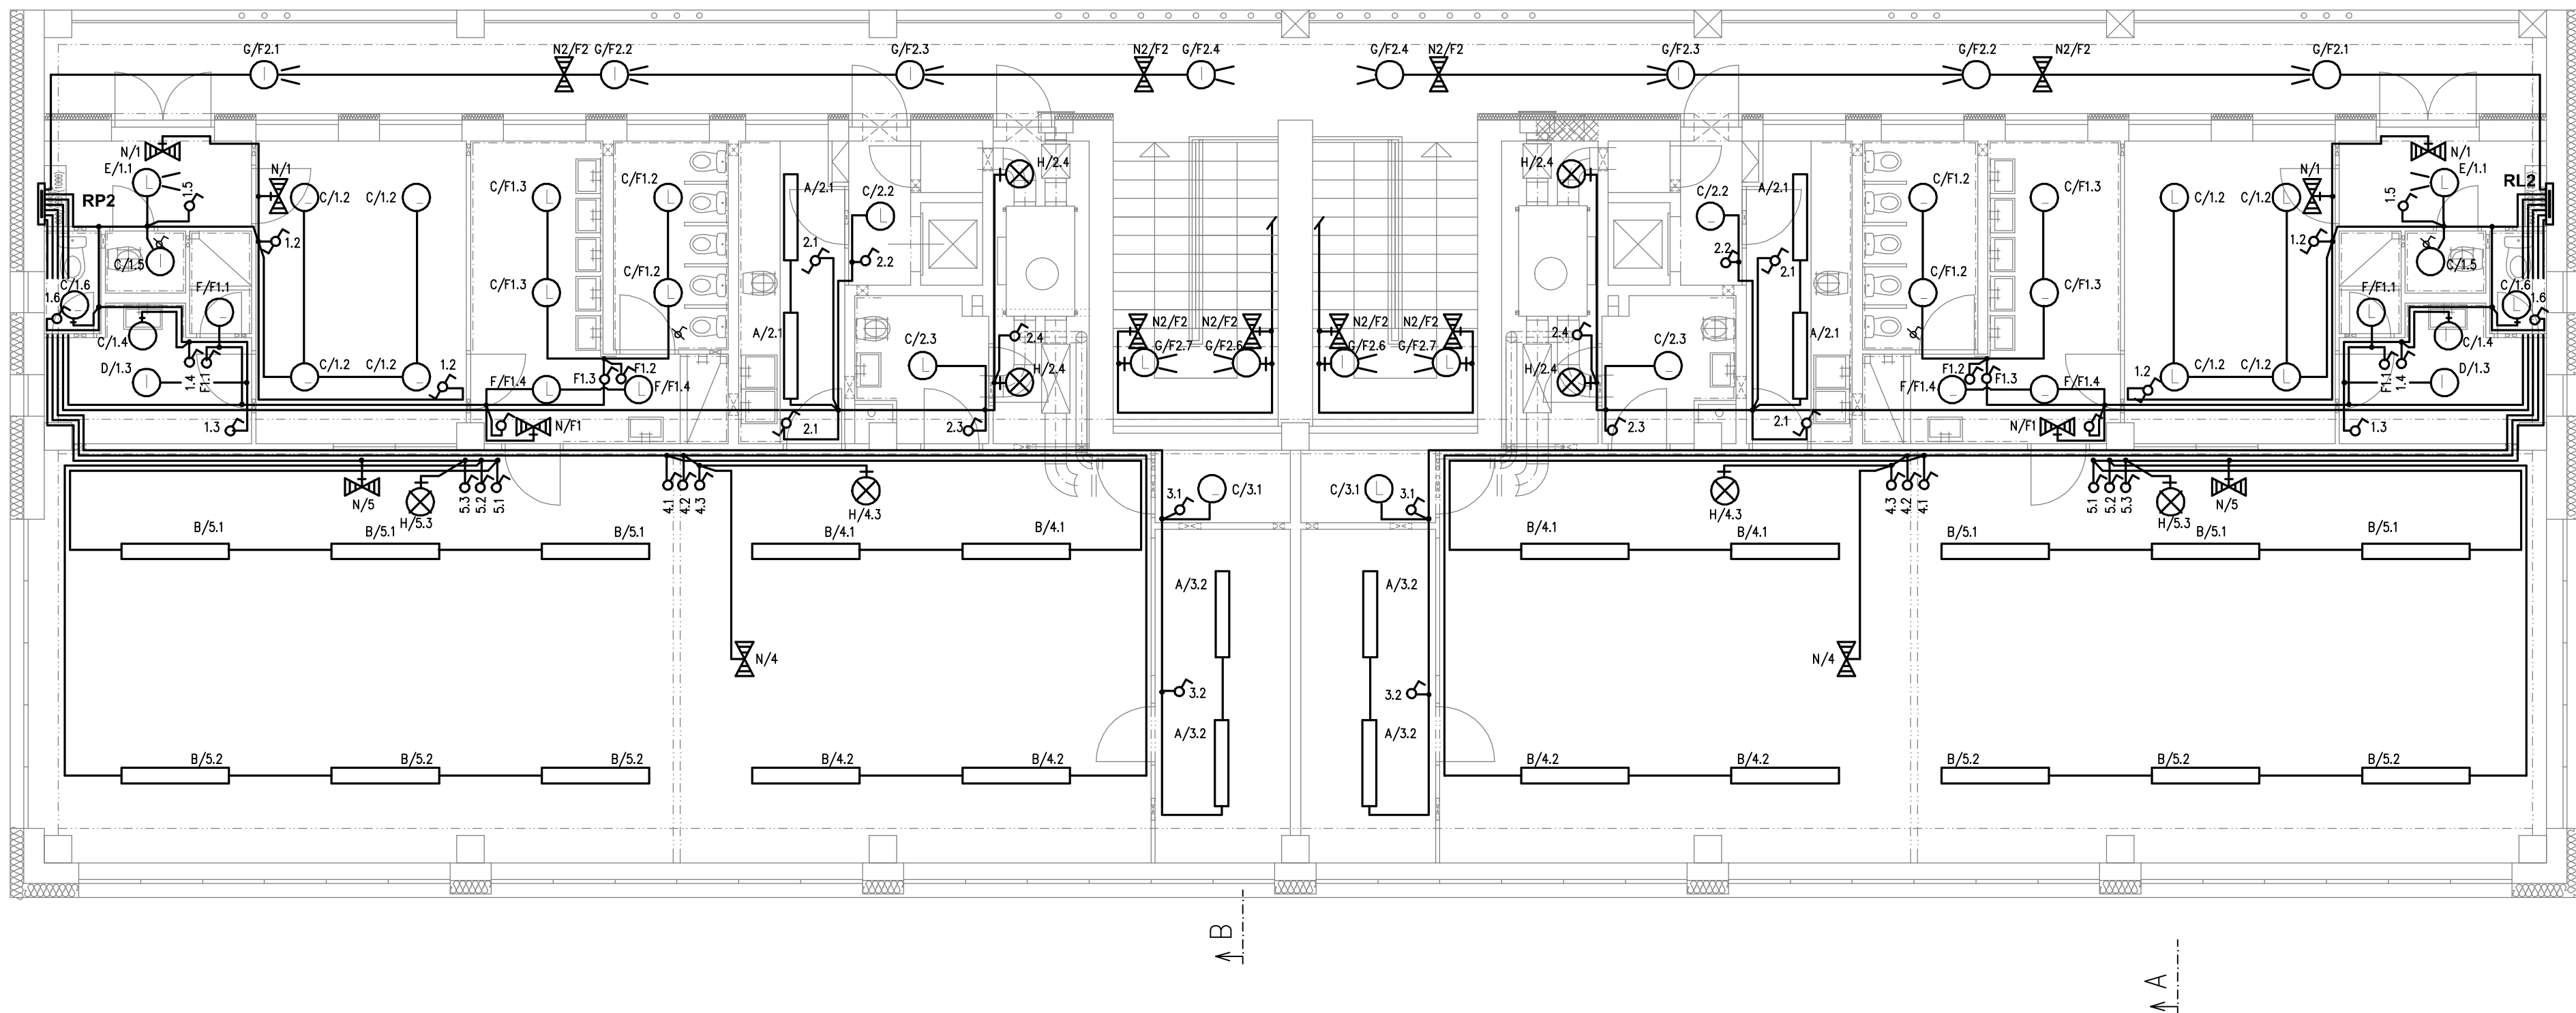 G/F2.1
N2/F2
G/F2.2
G/F2.3
N2/F2
G/F2.4
G/F2.4
N2/F2
G/F2.3
G/F2.2
N2/F2
G/F2.1
N/1
E/1.1
1.5
RP2
N/1
C/1.2
C/1.2
C/F1.3
C/F1.2
A/2.1
C/2.2
H/2.4
H/2.4
C/2.2
A/2.1
C/F1.2
C/F1.3
C/1.2
C/1.2
N/1
1.5
N/1
E/1.1
RL2
C/1.5
1.2
2.1
2.2
2.2
2.1
1.2
C/1.5
C/1.6
1.6
F/F1.1
C/F1.3
C/F1.2
C/F1.2
C/F1.3
F/F1.1
C/1.6
1.6
C/1.4
A/2.1
C/2.3
2.4
N2/F2
N2/F2
N2/F2
N2/F2
2.4
C/2.3
A/2.1
C/1.4
G/F2.7
G/F2.6
G/F2.6
G/F2.7
D/1.3
1.4
F1.1
C/1.2
C/1.2
1.2
F/F1.4
F1.3
F1.2
F/F1.4
H/2.4
H/2.4
F/F1.4
F1.2
F1.3
F/F1.4
1.2
C/1.2
C/1.2
F1.1
1.4
D/1.3
1.3
N/F1
2.1
2.3
2.3
2.1
N/F1
1.3
N/5
H/5.3
5.3
5.2
5.1
4.1
4.2
4.3
H/4.3
3.1
C/3.1
C/3.1
3.1
H/4.3
4.3
4.2
4.1
5.1
5.2
5.3
H/5.3
N/5
B/5.1
B/5.1
B/5.1
B/4.1
B/4.1
B/4.1
B/4.1
B/5.1
B/5.1
B/5.1
A/3.2
A/3.2
N/4
3.2
3.2
N/4
A/3.2
A/3.2
B/5.2
B/5.2
B/5.2
B/4.2
B/4.2
B/4.2
B/4.2
B/5.2
B/5.2
B/5.2
B
A